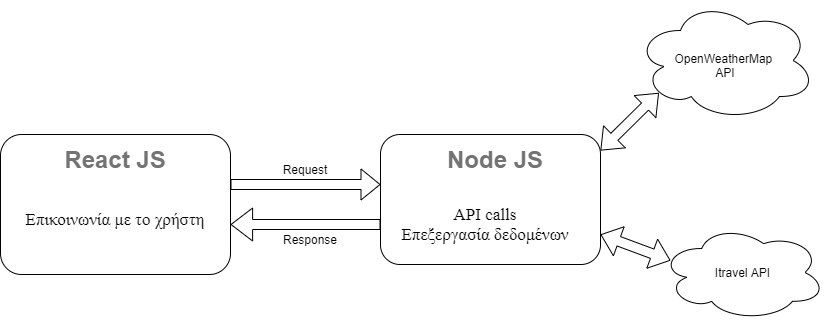 OpenWeatherMap
API
React JS
Επικοινωνία με το χρήστη
Request
Response
Node JS
API calls
Επεξεργασία δεδομένων
Itravel API